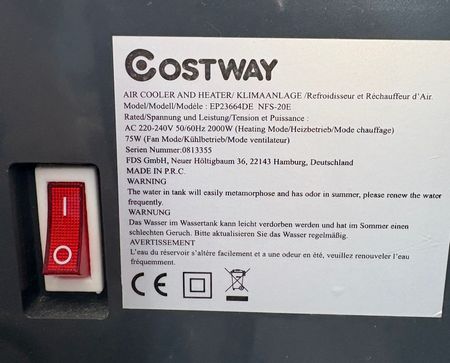 COSTWAY
AIR COOLER AND HEATER/ KLIMAANLAGE /Refroidisseur et Réchauffeur d'Air
Model/Modell/Modéle : EP23664DE NFS-20E
Rated/Spannung und Leistung/Tension et Puissance :
AC 220-240V 50/60Hz 2000W (Heating Mode/Heizbetrieb/Mode chauffage)
75W (Fan Mode/Kühlbetrieb/Mode ventilateur)
Serien Nummer:0813355
FDS GmbH, Neuer Höltigbaum 36, 22143 Hamburg, Deutschland
MADE IN P.R.C.
WARNING
The water in tank will easily metamorphose and has odor in summer, please renew the water
frequently.
WARNUNG
Das Wasser im Wassertank kann leicht verdorben werden und hat im Sommer einen
schlechten Geruch. Bitte aktualisieren Sie das Wasser regelmäßig.
AVERTISSEMENT
L'eau du réservoir s'altère facilement et a une odeur en été, veuillez renouveler l'eau
fréquemment.
CE